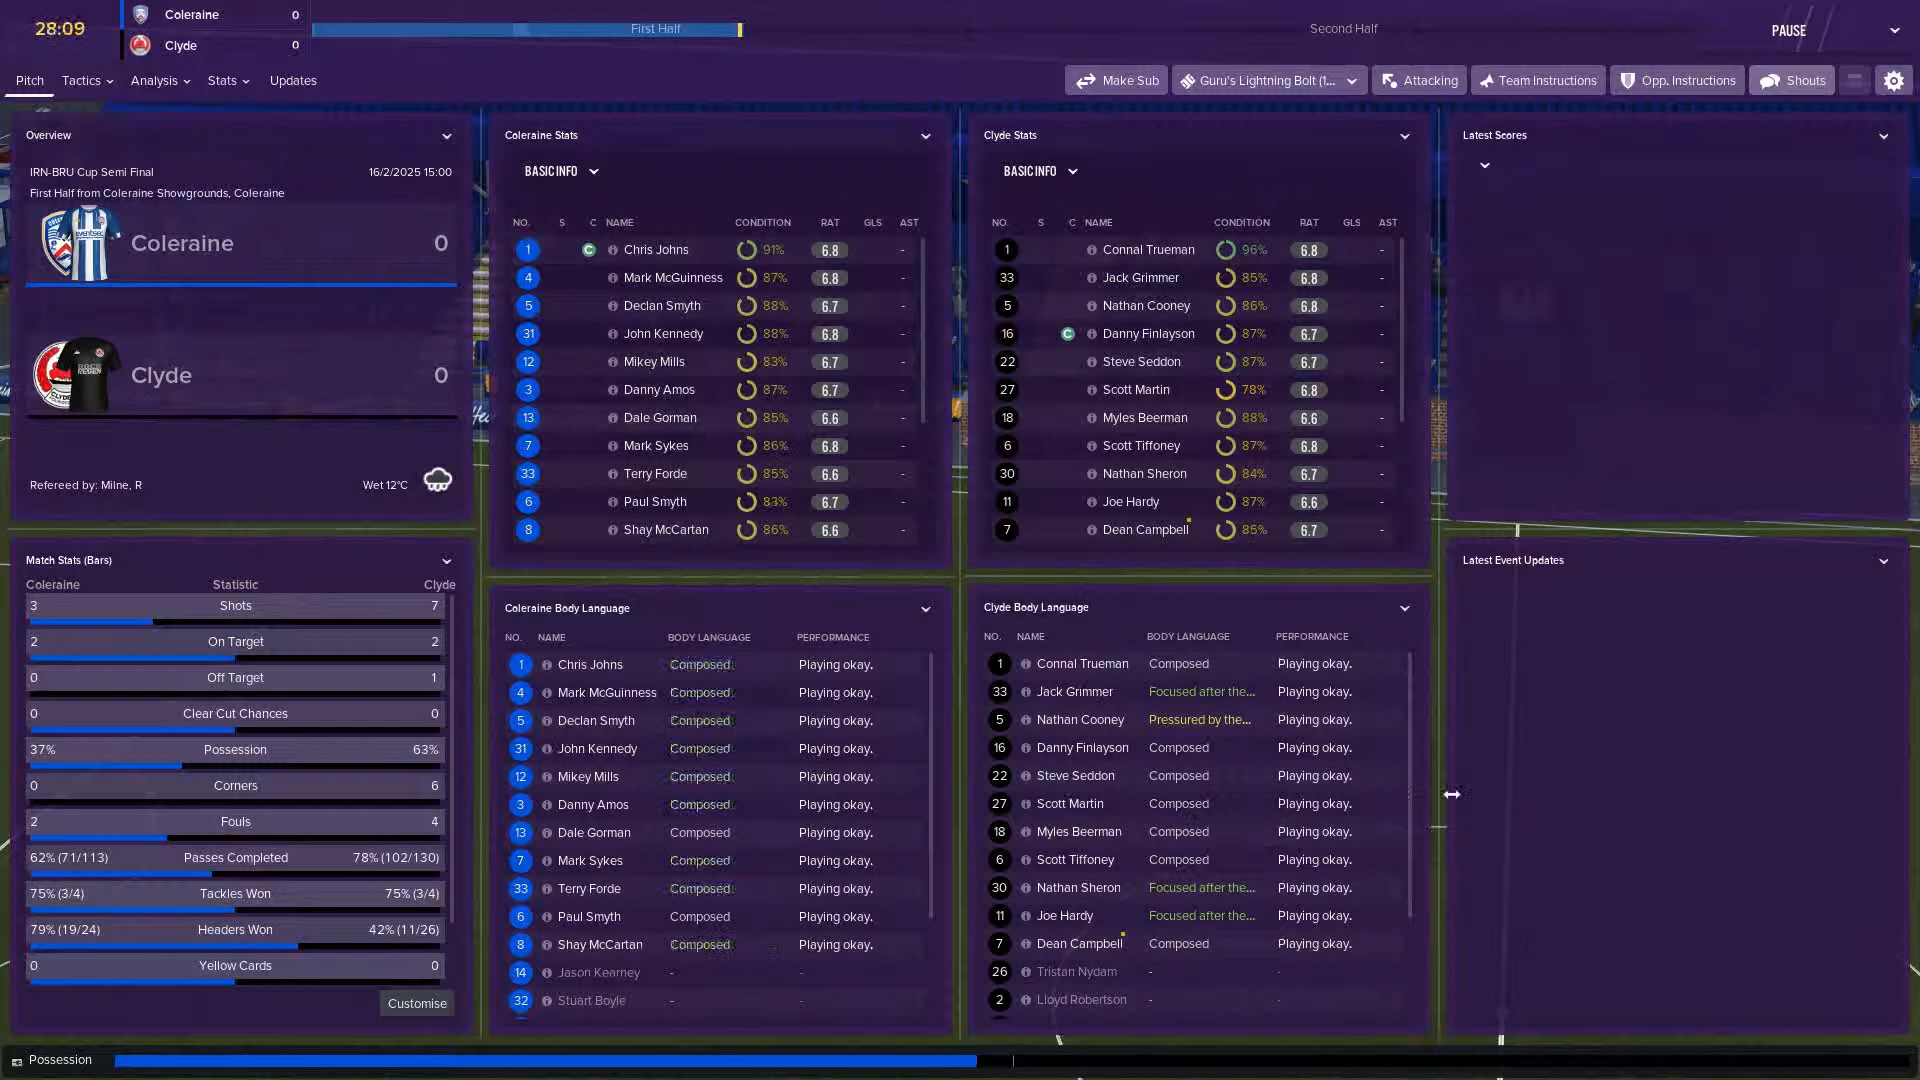 28:09
Coleraine 0
Clyde 0
First Half
Second Half
PAUSE
Pitch Tactics Analysis Stats Updates
Make Sub
Guru's Lightning Bolt (1...
Attacking
Team Instructions
Opp. Instructions
Shouts
Overview
IRN-BRU Cup Semi Final 16/2/2025 15:00
First Half from Coleraine Showgrounds, Coleraine
Coleraine 0
Clyde 0
Refereed by: Milne, R Wet 12°C
Match Stats (Bars)
Coleraine Statistic Clyde
3 Shots 7
2 On Target 2
0 Off Target 1
0 Clear Cut Chances 0
37% Possession 63%
0 Corners 6
2 Fouls 4
62% (71/113) Passes Completed 78% (102/130)
75% (3/4) Tackles Won 75% (3/4)
79% (19/24) Headers Won 42% (11/26)
0 Yellow Cards 0
Customise
Coleraine Stats
BASIC INFO
NO. S C NAME CONDITION RAT GLS AST
1 C Chris Johns 91% 6.8 -
4 Mark McGuinness 87% 6.8 -
5 Declan Smyth 88% 6.7 -
31 John Kennedy 88% 6.8 -
12 Mikey Mills 83% 6.7 -
3 Danny Amos 87% 6.7 -
13 Dale Gorman 85% 6.6 -
7 Mark Sykes 86% 6.8 -
33 Terry Forde 85% 6.6 -
6 Paul Smyth 83% 6.7 -
8 Shay McCartan 86% 6.6 -
Clyde Stats
BASIC INFO
NO. S C NAME CONDITION RAT GLS AST
1 Connal Trueman 96% 6.8 -
33 Jack Grimmer 85% 6.8 -
5 Nathan Cooney 86% 6.8 -
16 C Danny Finlayson 87% 6.7 -
22 Steve Seddon 87% 6.7 -
27 Scott Martin 78% 6.8 -
18 Myles Beerman 88% 6.6 -
6 Scott Tiffoney 87% 6.8 -
30 Nathan Sheron 84% 6.7 -
11 Joe Hardy 87% 6.6 -
7 Dean Campbell 86% 6.7 -
Coleraine Body Language
NO. NAME BODY LANGUAGE PERFORMANCE
1 Chris Johns Composed Playing okay.
4 Mark McGuinness Composed Playing okay.
5 Declan Smyth Composed Playing okay.
31 John Kennedy Composed Playing okay.
12 Mikey Mills Composed Playing okay.
3 Danny Amos Composed Playing okay.
13 Dale Gorman Composed Playing okay.
7 Mark Sykes Composed Playing okay.
33 Terry Forde Composed Playing okay.
6 Paul Smyth Composed Playing okay.
8 Shay McCartan Composed Playing okay.
14 Jason Kearney - -
32 Stuart Boyle - -
Clyde Body Language
NO. NAME BODY LANGUAGE PERFORMANCE
1 Connal Trueman Composed Playing okay.
33 Jack Grimmer Focused after the... Playing okay.
5 Nathan Cooney Pressured by the... Playing okay.
16 Danny Finlayson Composed Playing okay.
22 Steve Seddon Composed Playing okay.
27 Scott Martin Composed Playing okay.
18 Myles Beerman Composed Playing okay.
6 Scott Tiffoney Composed Playing okay.
30 Nathan Sheron Focused after the... Playing okay.
11 Joe Hardy Focused after the... Playing okay.
7 Dean Campbell Composed Playing okay.
26 Tristan Nydam - -
2 Lloyd Robertson - -
Latest Scores
Latest Event Updates
Possession